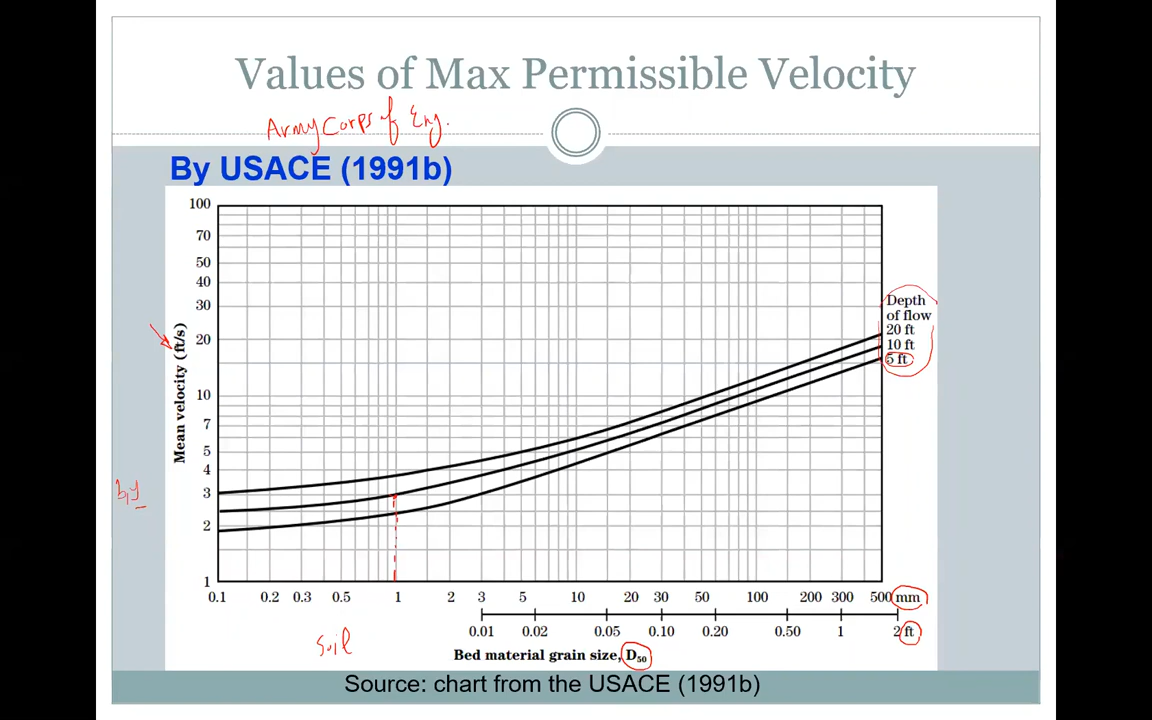 Values of Max Permissible Velocity
Army Corps of Eng.
By USACE (1991b)
100
70
50
40
30
20
10
7
5
4
3
2
1
Mean velocity (ft/s)
b,y
Depth
of flow
20 ft
10 ft
5 ft
0.1 0.2 0.3 0.5 1 2 3 5 10 20 30 50 100 200 300 500 mm
0.01 0.02 0.05 0.10 0.20 0.50 1 2 ft
Soil
Bed material grain size, D50
Source: chart from the USACE (1991b)